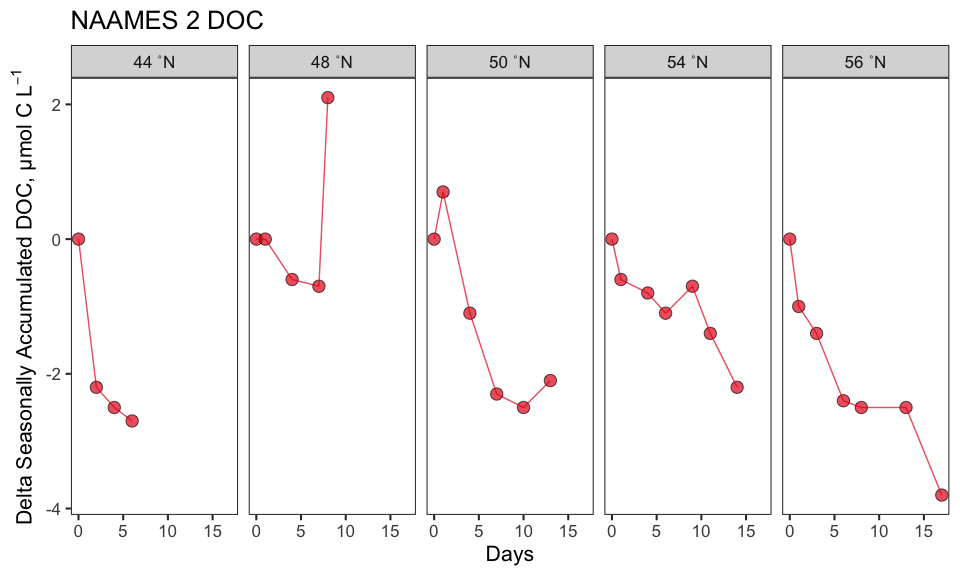 NAAMES 2 DOC
44 °N 48 °N 50 °N 54 °N 56 °N
Delta Seasonally Accumulated DOC, μmol C L⁻¹
2
0
-2
-4
0 5 10 15 0 5 10 15 0 5 10 15 0 5 10 15 0 5 10 15
Days